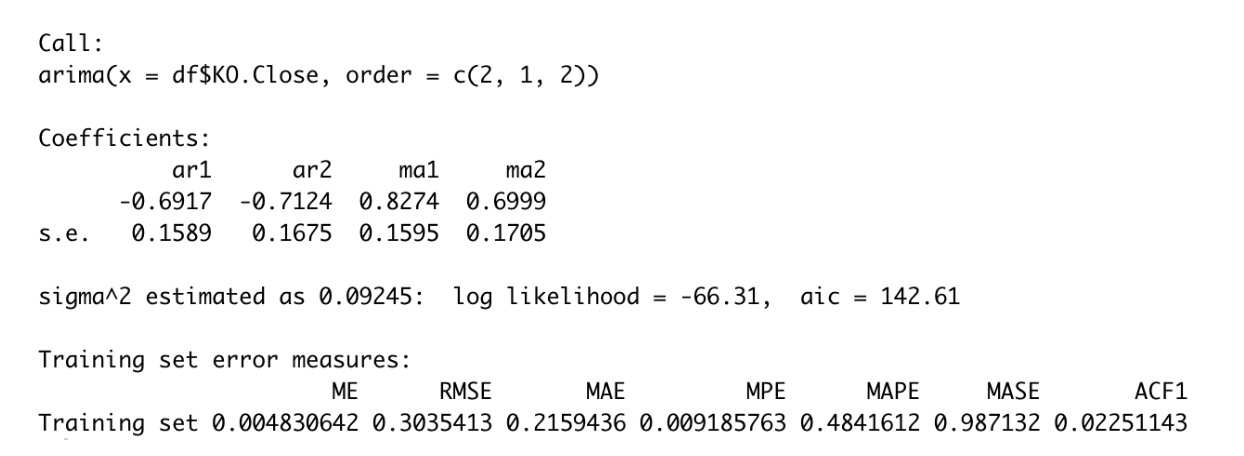 Call:
arima(x = df$KO.Close, order = c(2, 1, 2))
Coefficients:
ar1 ar2 ma1 ma2
-0.6917 -0.7124 0.8274 0.6999
s.e. 0.1589 0.1675 0.1595 0.1705
sigma^2 estimated as 0.09245: log likelihood = -66.31, aic = 142.61
Training set error measures:
ME RMSE MAE MPE MAPE MASE ACF1
Training set 0.004830642 0.3035413 0.2159436 0.009185763 0.4841612 0.987132 0.02251143